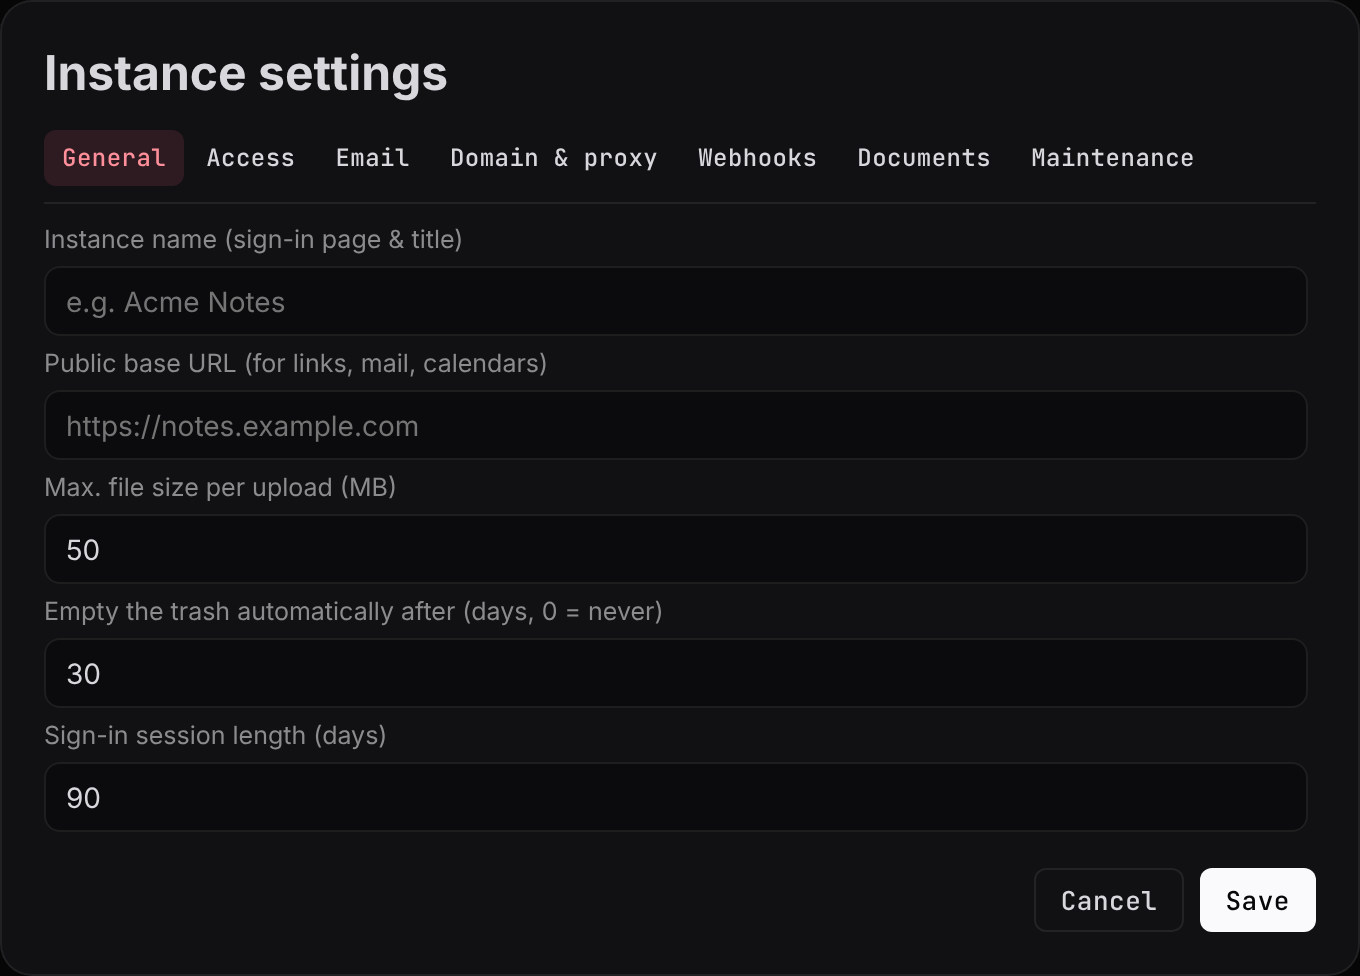 Instance settings
General Access Email Domain & proxy Webhooks Documents Maintenance
Instance name (sign-in page & title)
e.g. Acme Notes
Public base URL (for links, mail, calendars)
https://notes.example.com
Max. file size per upload (MB)
50
Empty the trash automatically after (days, 0 = never)
30
Sign-in session length (days)
90
Cancel Save